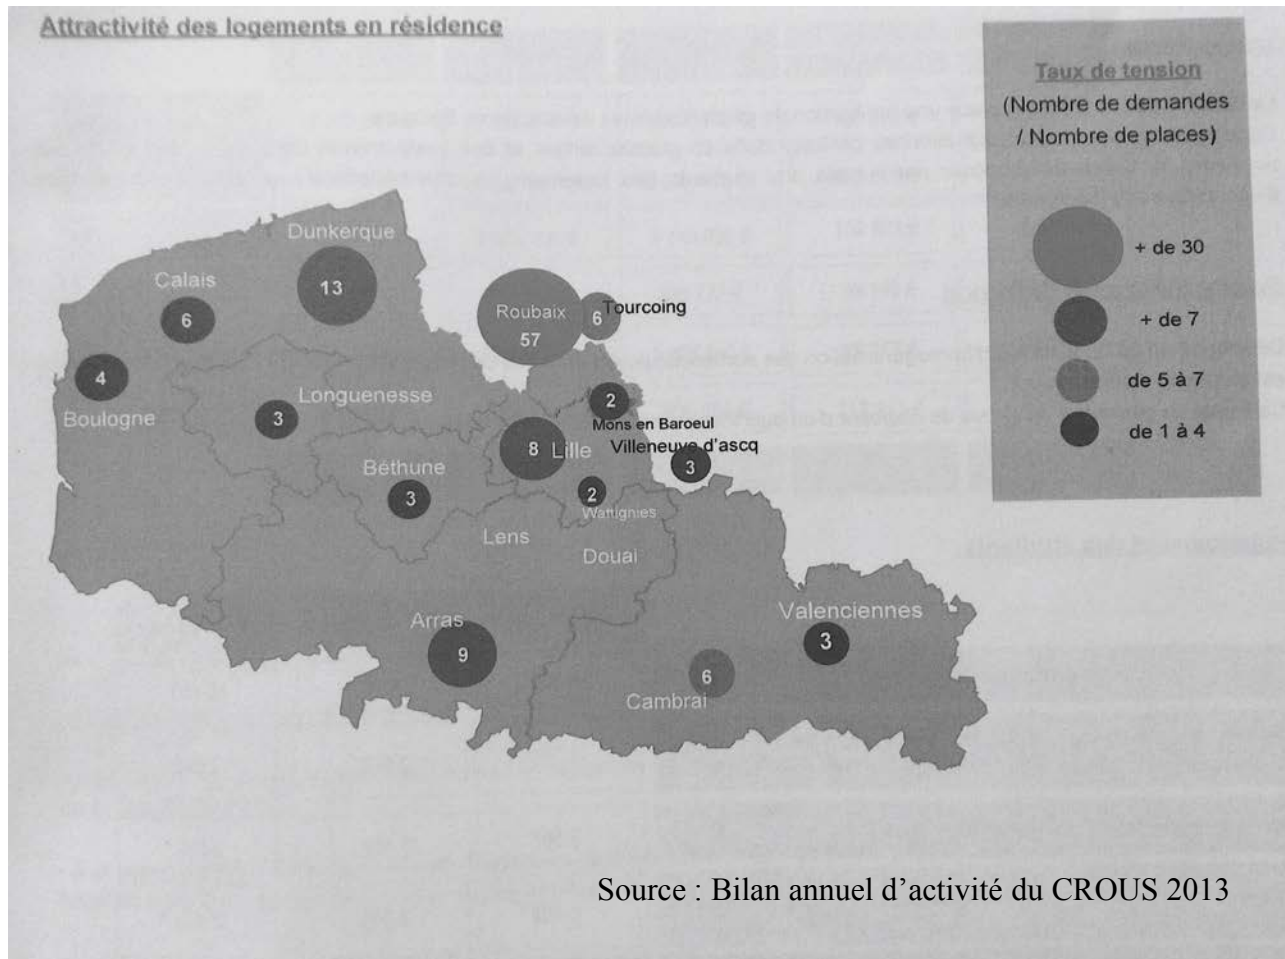 Attractivité des logements en résidence
Taux de tension
(Nombre de demandes
/ Nombre de places)
+ de 30
+ de 7
de 5 à 7
de 1 à 4
Dunkerque
13
Calais
6
Roubaix
57
6
Tourcoing
4
Boulogne
Longuenesse
3
2
Mons en Baroeul
Villeneuve d'ascq
8
Lille
3
Béthune
3
2
Wattignies
Lens
Douai
Arras
9
Valenciennes
3
6
Cambrai
Source : Bilan annuel d'activité du CROUS 2013